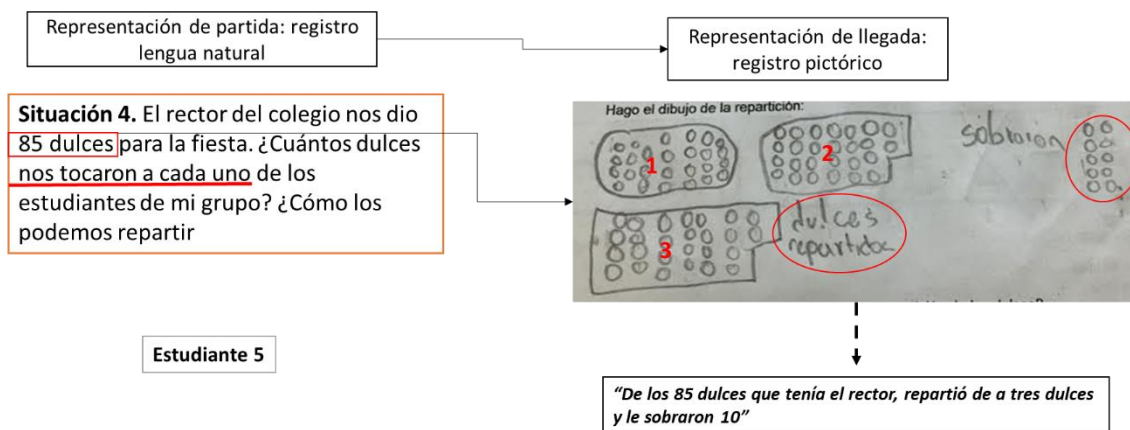 Representación de partida: registro
lengua natural
Representación de llegada:
registro pictórico
Situación 4. El rector del colegio nos dio
85 dulces para la fiesta. ¿Cuántos dulces
nos tocaron a cada uno de los
estudiantes de mi grupo? ¿Cómo los
podemos repartir
Hago el dibujo de la repartición:
1
2
sobraron
3
dulces
repartidos
Estudiante 5
“De los 85 dulces que tenía el rector, repartió de a tres dulces
y le sobraron 10”